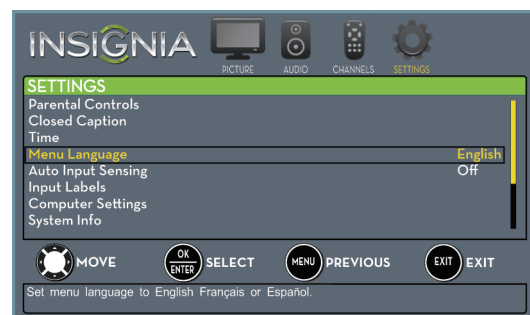 INSIGNIA
PICTURE AUDIO CHANNELS SETTINGS
SETTINGS
Parental Controls
Closed Caption
Time
Menu Language English
Auto Input Sensing Off
Input Labels
Computer Settings
System Info
MOVE OK ENTER SELECT MENU PREVIOUS EXIT EXIT
Set menu language to English Français or Español.